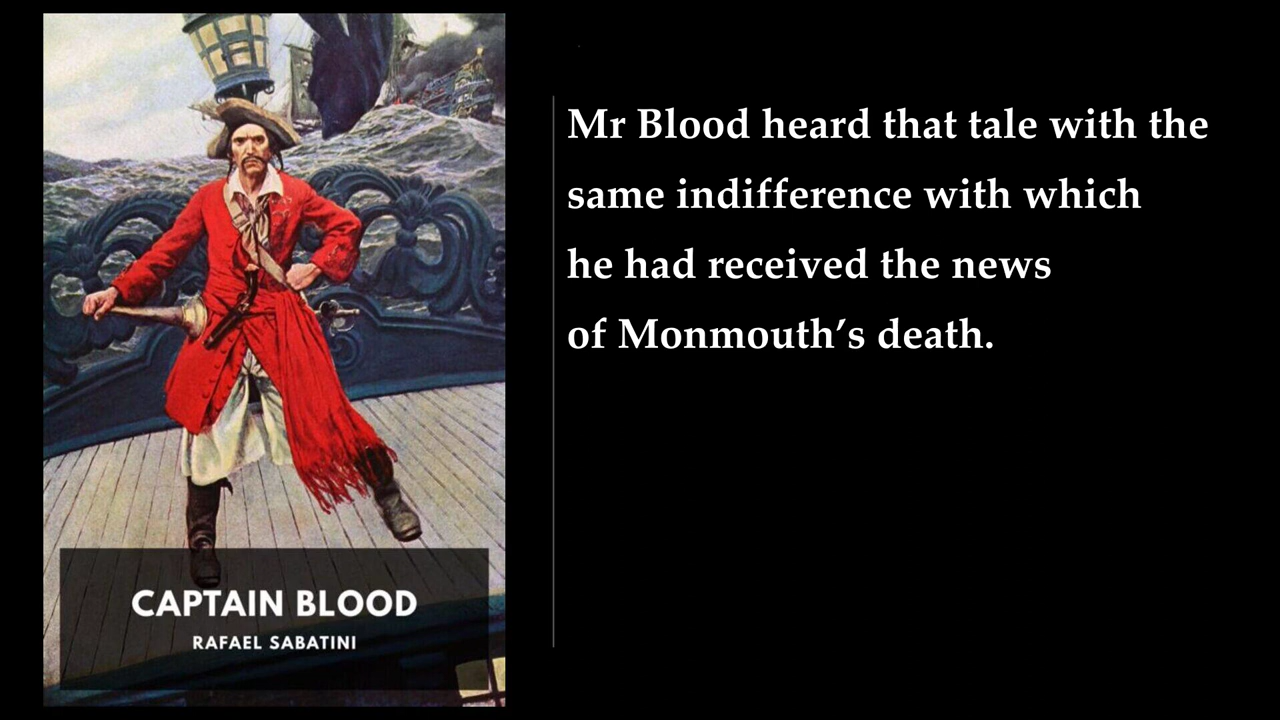 Mr Blood heard that tale with the
same indifference with which
he had received the news
of Monmouth’s death.
CAPTAIN BLOOD
RAFAEL SABATINI